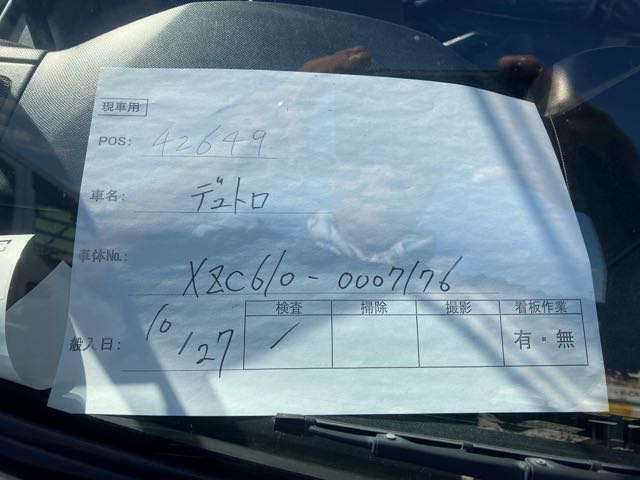 現車用
POS: 42649
車名: デュトロ
車体No.: XZC610-0007176
搬入日: 10/27
検査 掃除 撮影 看板作業
/ 有・無